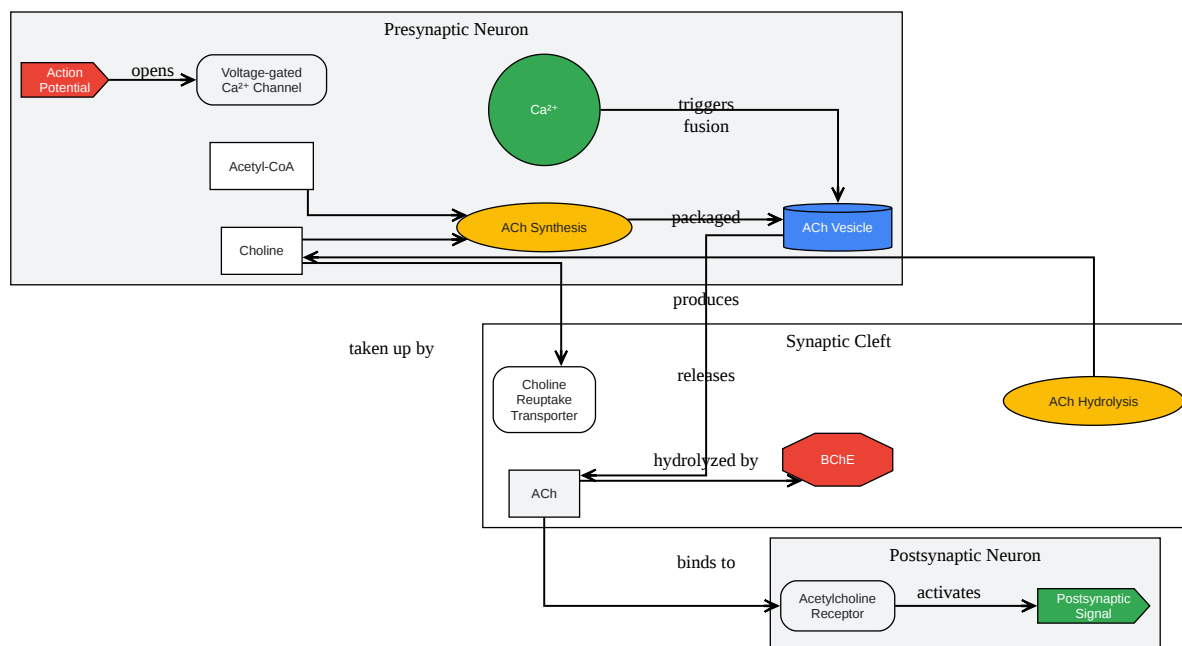 Presynaptic Neuron
Action
Potential
opens
Voltage-gated
Ca²⁺ Channel
Ca²⁺
triggers
fusion
Acetyl-CoA
ACh Synthesis
packaged
ACh Vesicle
Choline
produces
taken up by
Synaptic Cleft
releases
Choline
Reuptake
Transporter
ACh Hydrolysis
hydrolyzed by
BChE
ACh
binds to
Postsynaptic Neuron
Acetylcholine
Receptor
activates
Postsynaptic
Signal